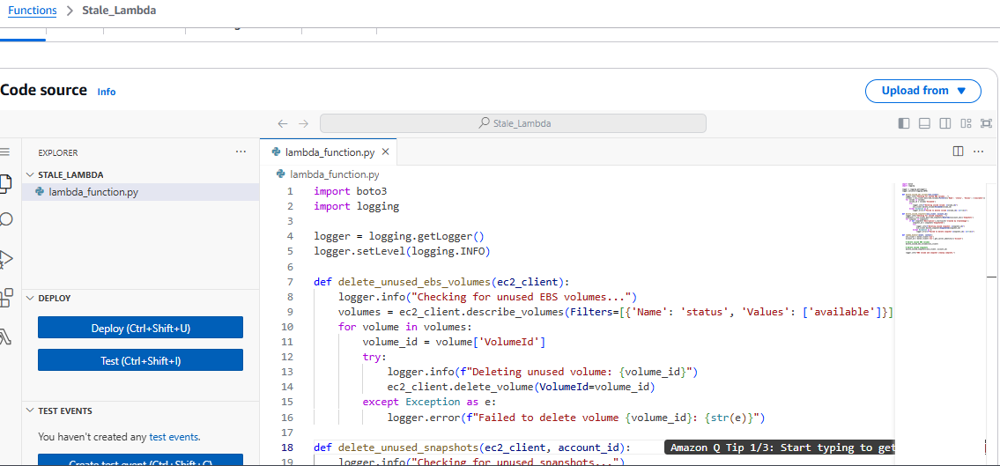 Functions > Stale_Lambda
Code source Info
Upload from
Stale_Lambda
EXPLORER
lambda_function.py
STALE_LAMBDA
lambda_function.py
lambda_function.py
DEPLOY
Deploy (Ctrl+Shift+U)
Test (Ctrl+Shift+I)
TEST EVENTS
You haven't created any test events.
Create test event (Ctrl+Shift+C)
1 import boto3
2 import logging
3
4 logger = logging.getLogger()
5 logger.setLevel(logging.INFO)
6
7 def delete_unused_ebs_volumes(ec2_client):
8 logger.info("Checking for unused EBS volumes...")
9 volumes = ec2_client.describe_volumes(Filters=[{'Name': 'status', 'Values': ['available']}]
10 for volume in volumes:
11 volume_id = volume['VolumeId']
12 try:
13 logger.info(f"Deleting unused volume: {volume_id}")
14 ec2_client.delete_volume(VolumeId=volume_id)
15 except Exception as e:
16 logger.error(f"Failed to delete volume {volume_id}: {str(e)}")
17
18 def delete_unused_snapshots(ec2_client, account_id):
Amazon Q Tip 1/3: Start typing to get
19 logger.info("Checking for unused snapshots...")